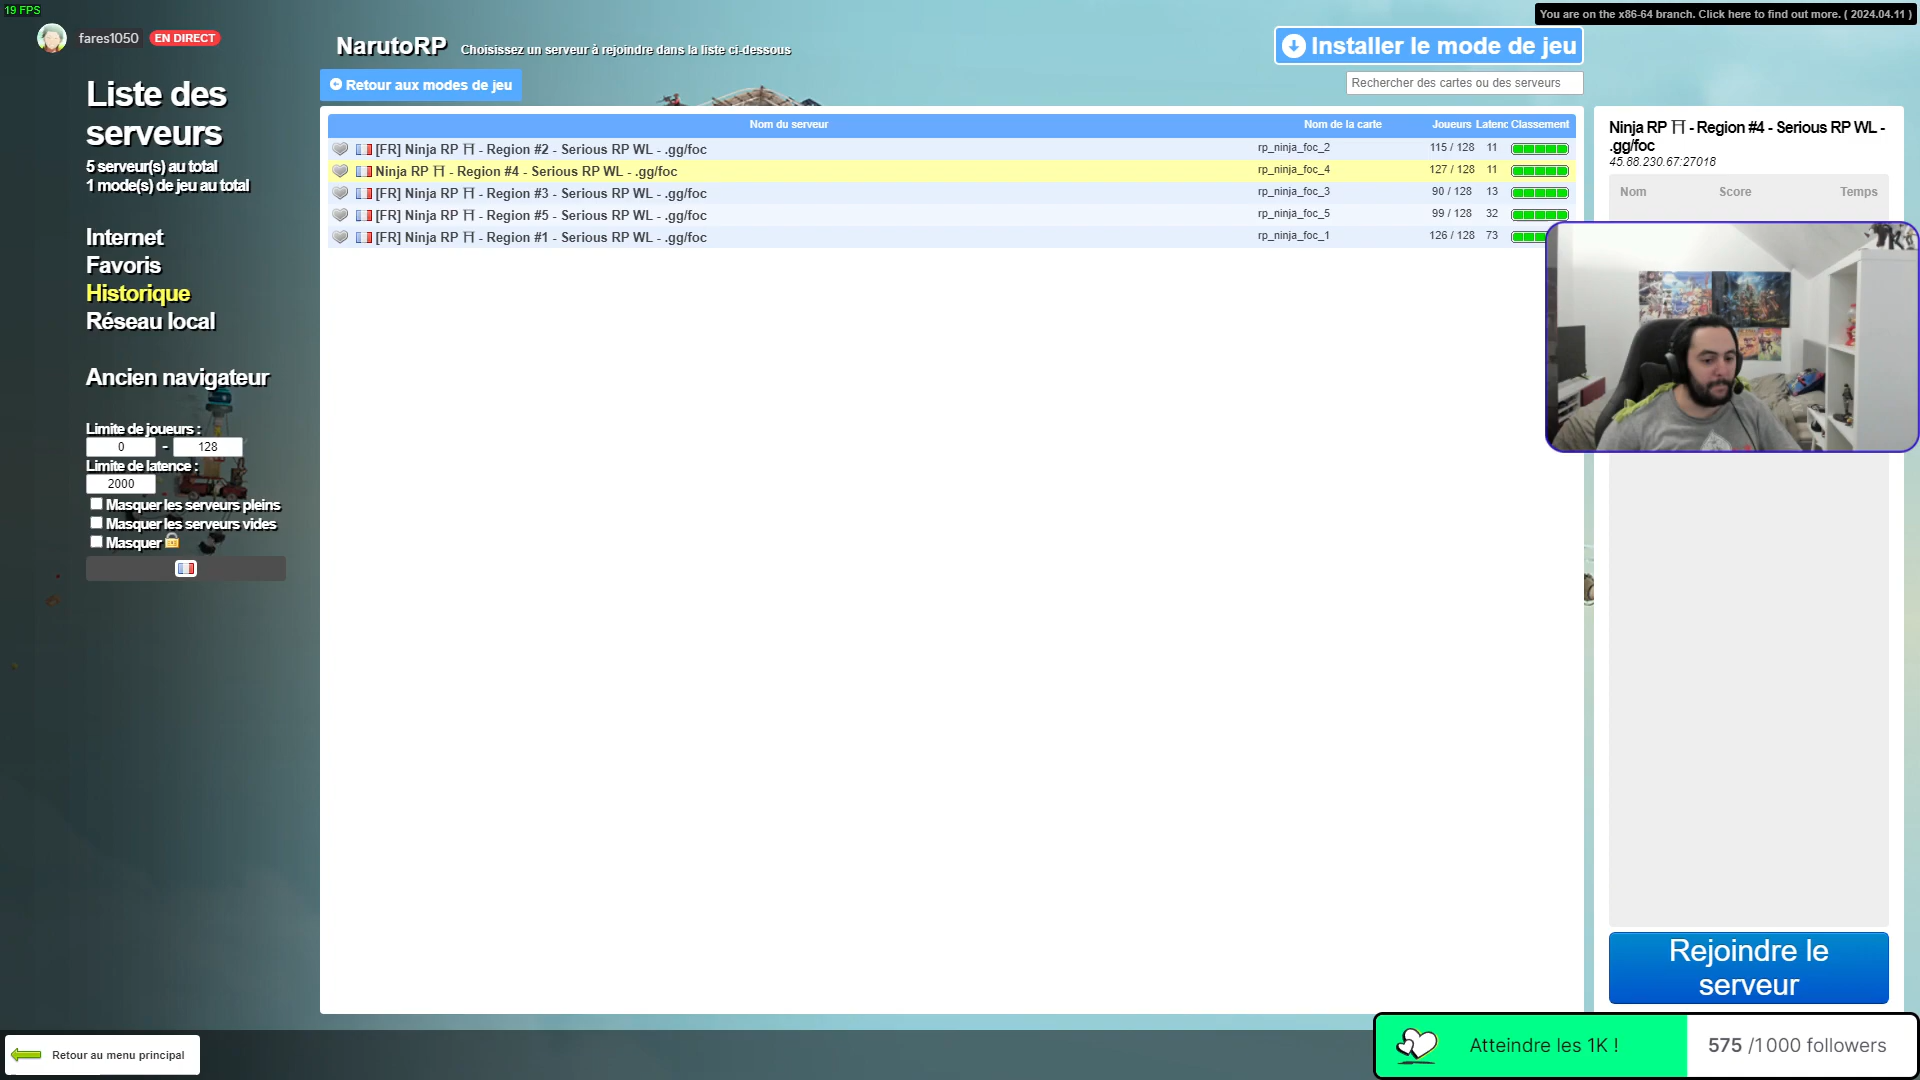 19 FPS
You are on the x86-64 branch. Click here to find out more. ( 2024.04.11 )
fares1050 EN DIRECT
NarutoRP Choisissez un serveur à rejoindre dans la liste ci-dessous
Installer le mode de jeu
Retour aux modes de jeu
Rechercher des cartes ou des serveurs
Liste des
serveurs
5 serveur(s) au total
1 mode(s) de jeu au total
Internet
Favoris
Historique
Réseau local
Ancien navigateur
Limite de joueurs :
0 - 128
Limite de latence :
2000
Masquer les serveurs pleins
Masquer les serveurs vides
Masquer
Nom du serveur Nom de la carte Joueurs Latenc Classement
[FR] Ninja RP ⛩ - Region #2 - Serious RP WL - .gg/foc rp_ninja_foc_2 115 / 128 11
Ninja RP ⛩ - Region #4 - Serious RP WL - .gg/foc rp_ninja_foc_4 127 / 128 11
[FR] Ninja RP ⛩ - Region #3 - Serious RP WL - .gg/foc rp_ninja_foc_3 90 / 128 13
[FR] Ninja RP ⛩ - Region #5 - Serious RP WL - .gg/foc rp_ninja_foc_5 99 / 128 32
[FR] Ninja RP ⛩ - Region #1 - Serious RP WL - .gg/foc rp_ninja_foc_1 126 / 128 73
Ninja RP ⛩ - Region #4 - Serious RP WL -
.gg/foc
45.88.230.67:27018
Nom Score Temps
Rejoindre le
serveur
Retour au menu principal
Atteindre les 1K ! 575 /1000 followers